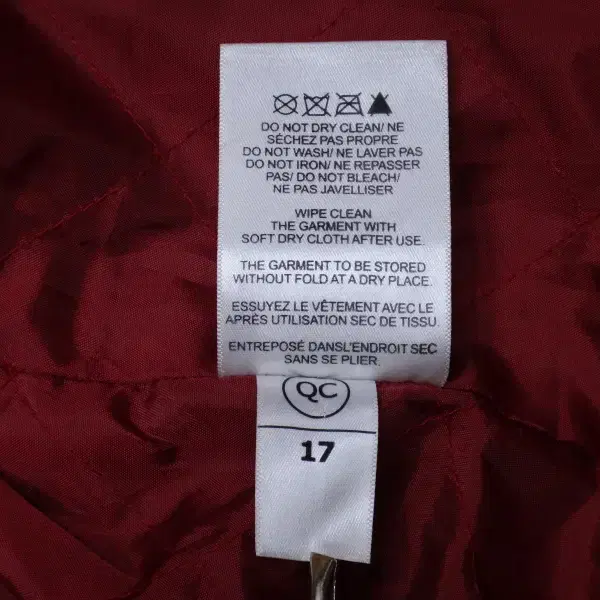 DO NOT DRY CLEAN/ NE
SÉCHEZ PAS PROPRE
DO NOT WASH/ NE LAVER PAS
DO NOT IRON/ NE REPASSER
PAS/ DO NOT BLEACH/
NE PAS JAVELLISER
WIPE CLEAN
THE GARMENT WITH
SOFT DRY CLOTH AFTER USE.
THE GARMENT TO BE STORED
WITHOUT FOLD AT A DRY PLACE.
ESSUYEZ LE VÊTEMENT AVEC LE
APRÈS UTILISATION SEC DE TISSU.
ENTREPOSÉ DANSL'ENDROIT SEC
SANS SE PLIER.
QC
17